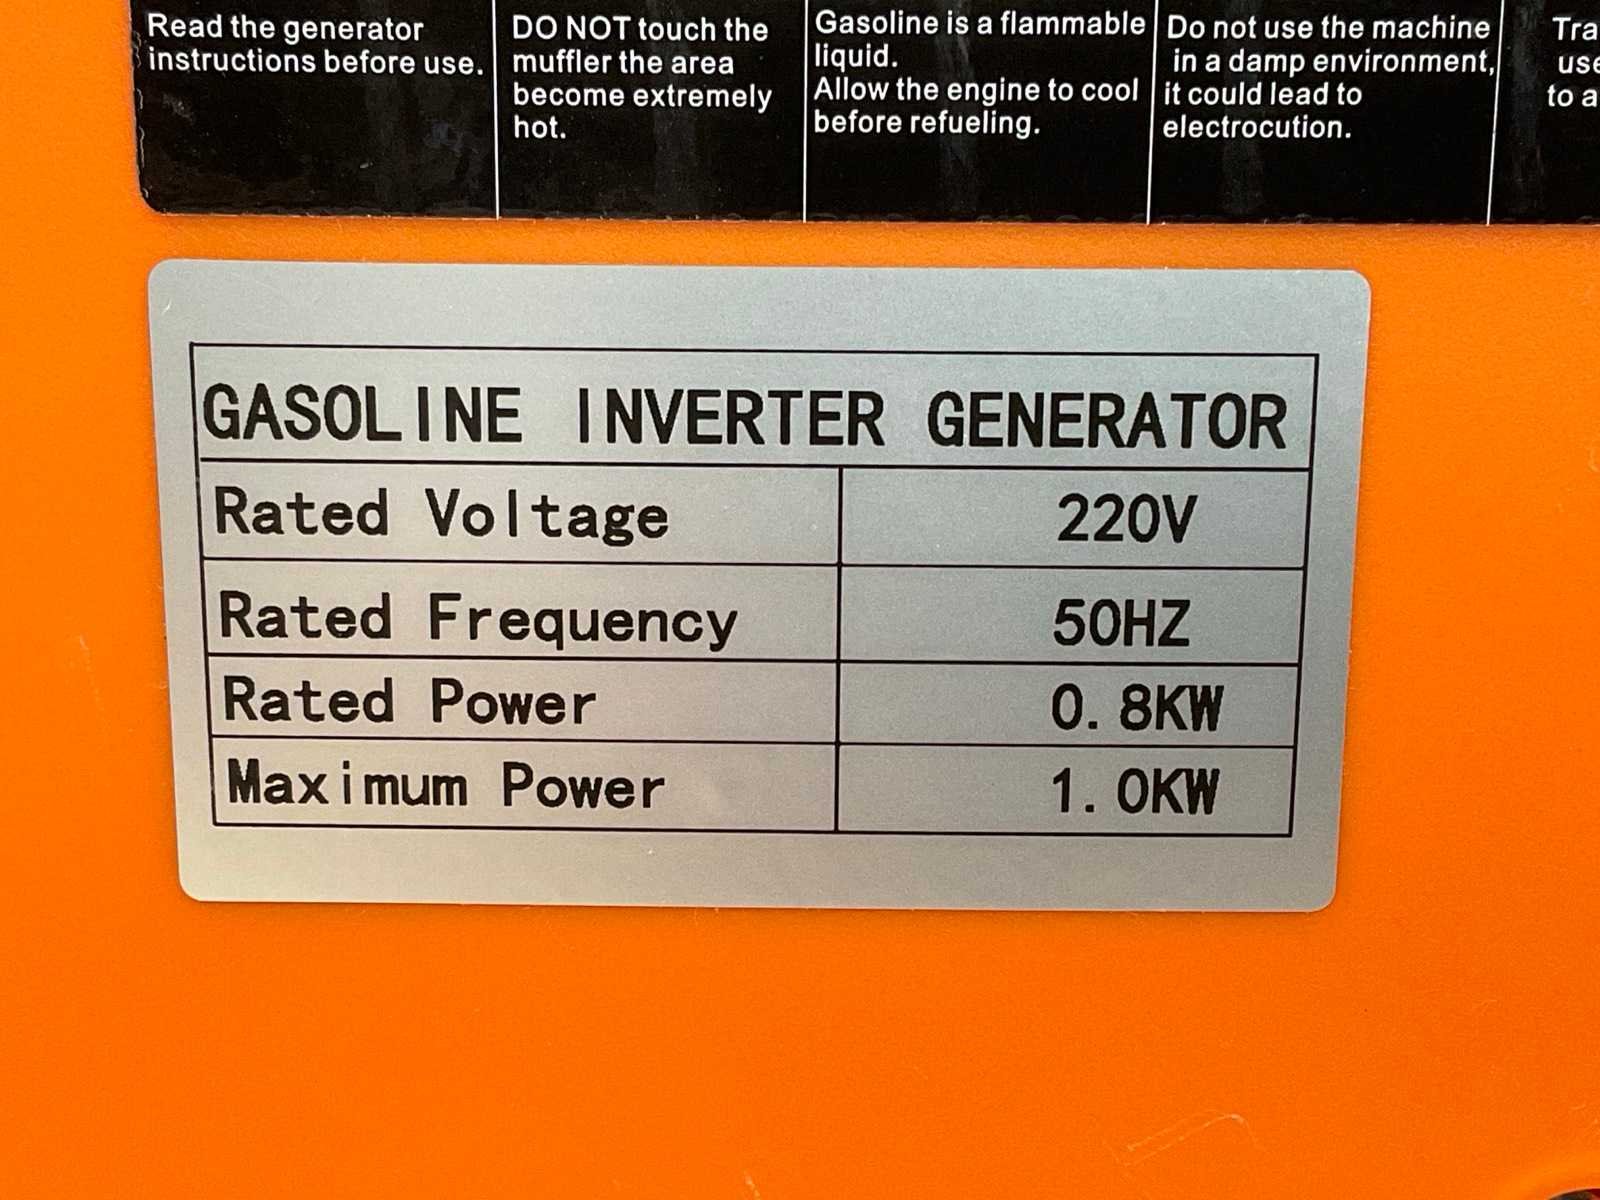 Read the generator
instructions before use.
DO NOT touch the
muffler the area
become extremely
hot.
Gasoline is a flammable
liquid.
Allow the engine to cool
before refueling.
Do not use the machine
in a damp environment,
it could lead to
electrocution.
to a
GASOLINE INVERTER GENERATOR
Rated Voltage 220V
Rated Frequency 50HZ
Rated Power 0.8KW
Maximum Power 1.0KW